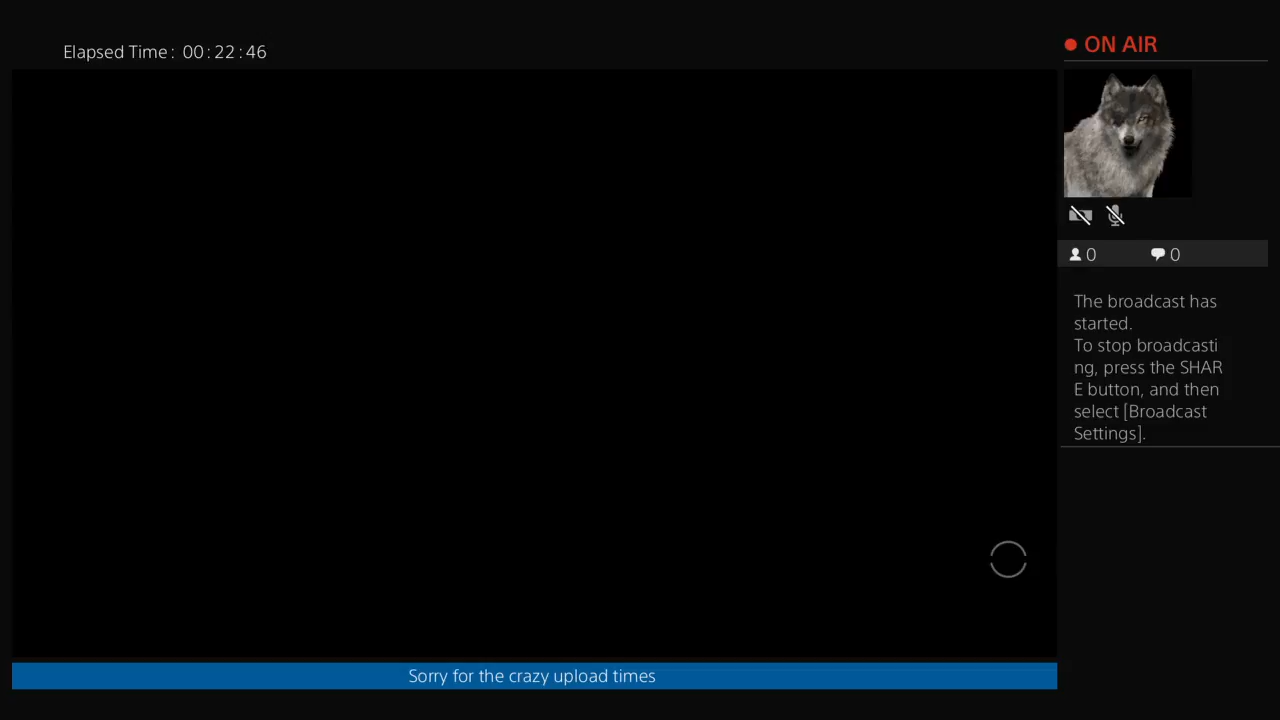 Elapsed Time: 00:22:46
ON AIR
0 0
The broadcast has
started.
To stop broadcasti
ng, press the SHAR
E button, and then
select [Broadcast
Settings].
Sorry for the crazy upload times